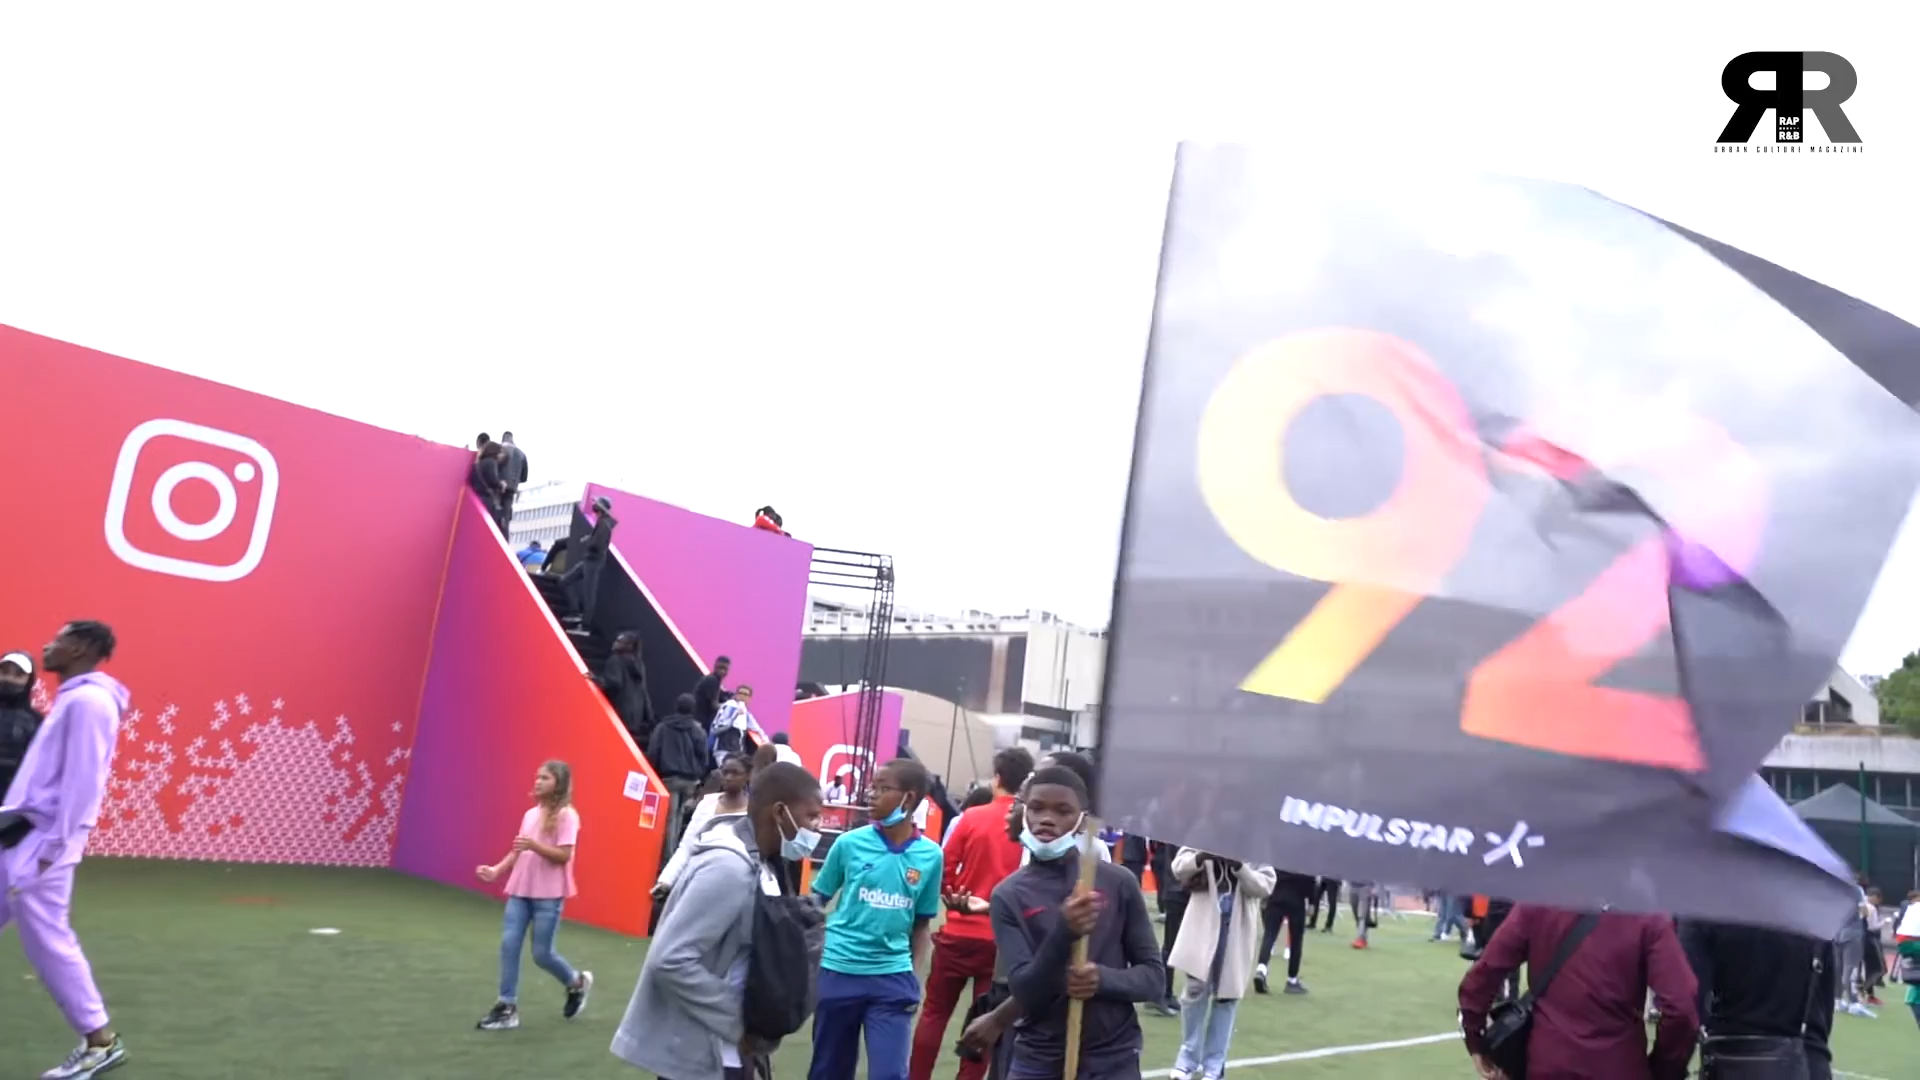 RAP
R&B
URBAN CULTURE MAGAZINE
92
IMPULSTAR
Rakuten